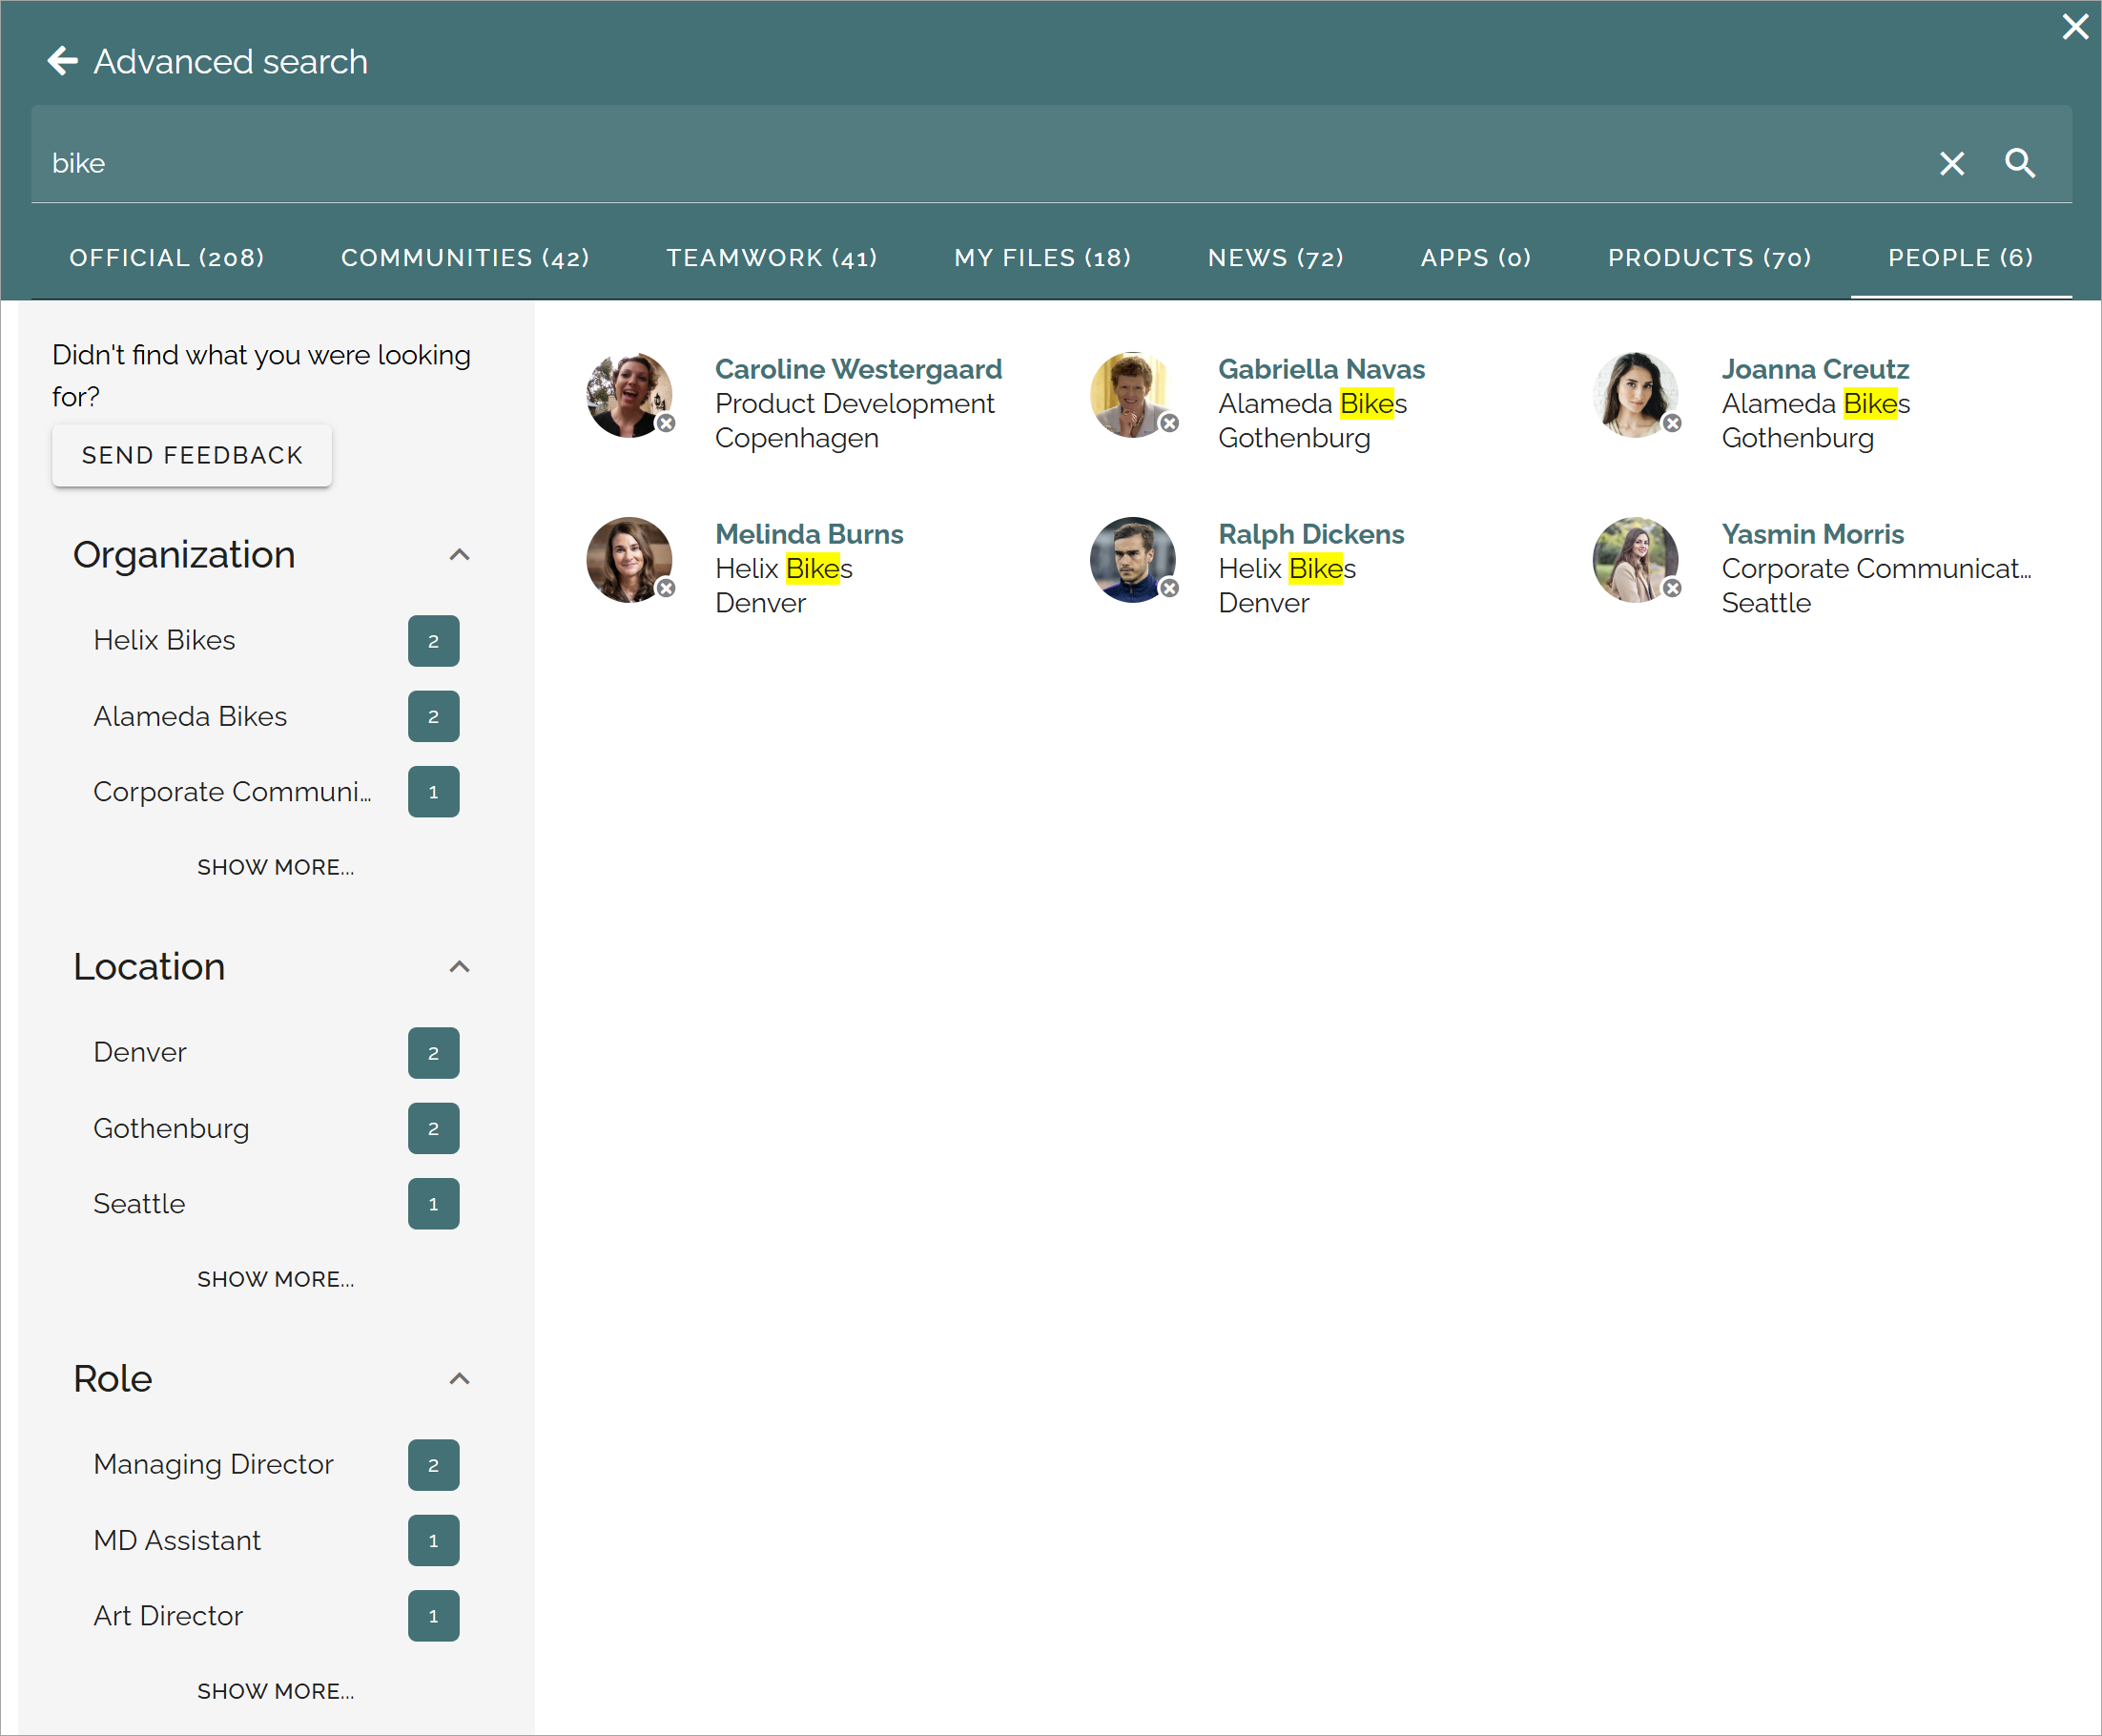 Advanced search
bike
OFFICIAL (208) COMMUNITIES (42) TEAMWORK (41) MY FILES (18) NEWS (72) APPS (0) PRODUCTS (70) PEOPLE (6)
Didn't find what you were looking
for?
SEND FEEDBACK
Organization
Helix Bikes 2
Alameda Bikes 2
Corporate Communi... 1
SHOW MORE...
Location
Denver 2
Gothenburg 2
Seattle 1
SHOW MORE...
Role
Managing Director 2
MD Assistant 1
Art Director 1
SHOW MORE...
Caroline Westergaard
Product Development
Copenhagen
Gabriella Navas
Alameda Bikes
Gothenburg
Joanna Creutz
Alameda Bikes
Gothenburg
Melinda Burns
Helix Bikes
Denver
Ralph Dickens
Helix Bikes
Denver
Yasmin Morris
Corporate Communicat...
Seattle